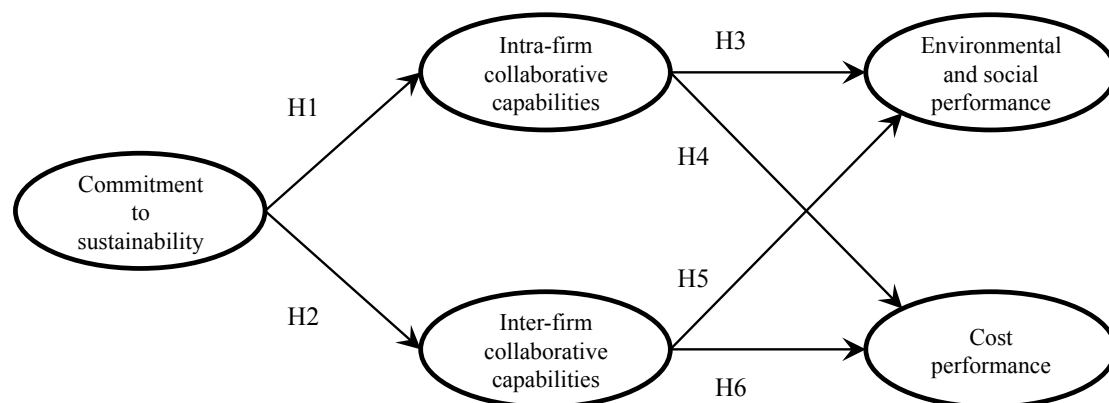 Intra-firm
collaborative
capabilities
H3
Environmental
and social
performance
H1
H4
Commitment
to
sustainability
H2
H5
Inter-firm
collaborative
capabilities
Cost
performance
H6